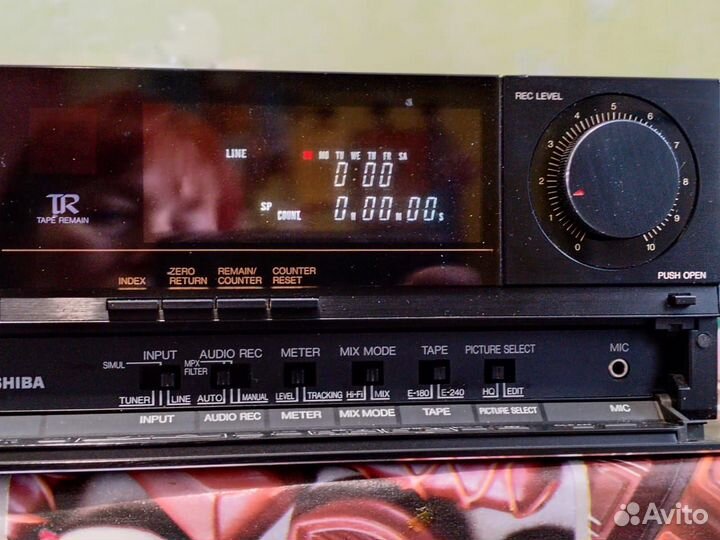 REC LEVEL
0 1 2 3 4 5 6 7 8 9 10
PUSH OPEN
LINE
SU MO TU WE TH FR SA
0:00
SP COUNT. 0H00M00S
TR
TAPE REMAIN
INDEX
ZERO RETURN
REMAIN/ COUNTER
COUNTER RESET
SHIBA
INPUT
SIMUL
TUNER LINE
AUDIO REC
MPX FILTER
AUTO MANUAL
METER
LEVEL TRACKING
MIX MODE
Hi-Fi MIX
TAPE
E-180 E-240
PICTURE SELECT
HQ EDIT
MIC
INPUT AUDIO REC METER MIX MODE TAPE PICTURE SELECT MIC
Avito